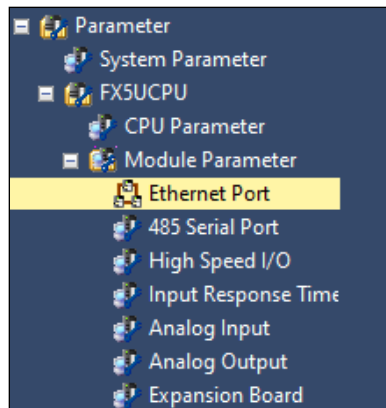 Parameter
System Parameter
FX5UCPU
CPU Parameter
Module Parameter
Ethernet Port
485 Serial Port
High Speed I/O
Input Response Time
Analog Input
Analog Output
Expansion Board